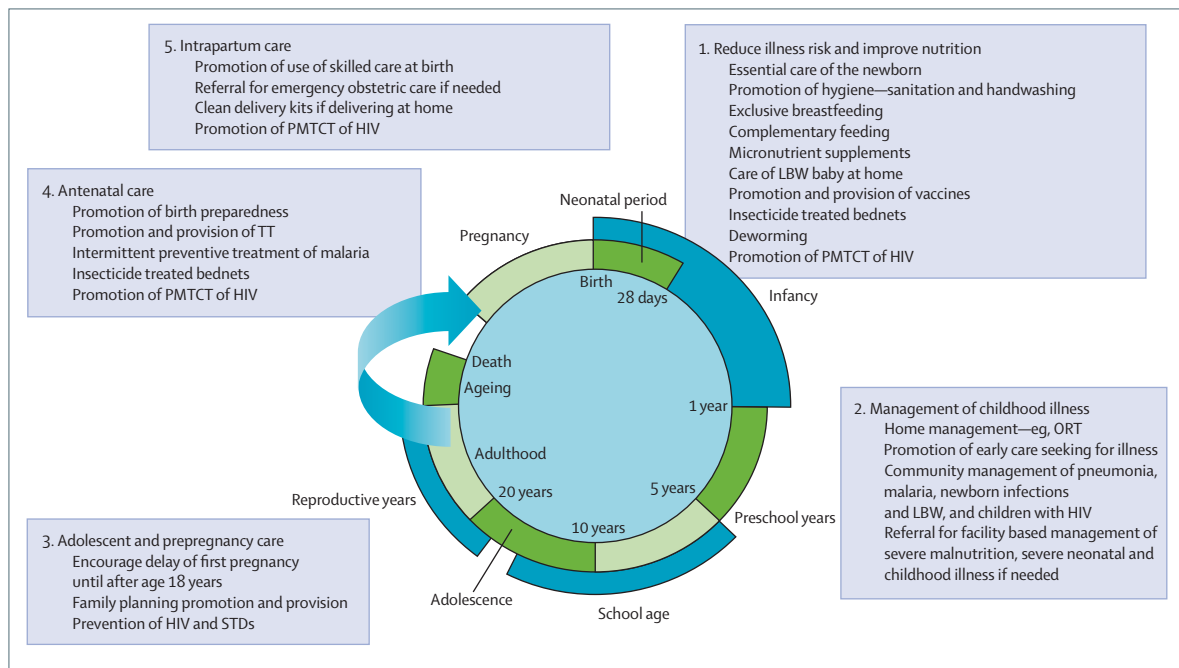 5. Intrapartum care
Promotion of use of skilled care at birth
Referral for emergency obstetric care if needed
Clean delivery kits if delivering at home
Promotion of PMTCT of HIV
1. Reduce illness risk and improve nutrition
Essential care of the newborn
Promotion of hygiene—sanitation and handwashing
Exclusive breastfeeding
Complementary feeding
Micronutrient supplements
Care of LBW baby at home
Promotion and provision of vaccines
Insecticide treated bednets
Deworming
Promotion of PMTCT of HIV
4. Antenatal care
Promotion of birth preparedness
Promotion and provision of TT
Intermittent preventive treatment of malaria
Insecticide treated bednets
Promotion of PMTCT of HIV
Neonatal period
Pregnancy
Birth
28 days
Infancy
Death
Ageing
1 year
2. Management of childhood illness
Home management—eg, ORT
Promotion of early care seeking for illness
Community management of pneumonia,
malaria, newborn infections
and LBW, and children with HIV
Referral for facility based management of
severe malnutrition, severe neonatal and
childhood illness if needed
Adulthood
20 years
5 years
Reproductive years
10 years
Preschool years
3. Adolescent and prepregnancy care
Encourage delay of first pregnancy
until after age 18 years
Family planning promotion and provision
Prevention of HIV and STDs
Adolescence
School age